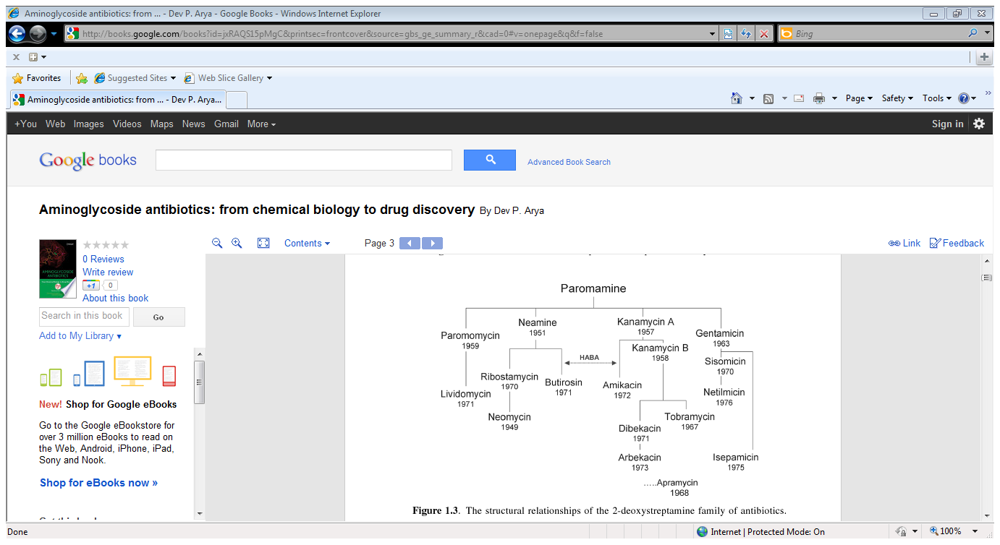 Aminoglycoside antibiotics: from ... - Dev P. Arya - Google Books - Windows Internet Explorer
http://books.google.com/books?id=jxRAQS15pMgC&printsec=frontcover&source=gbs_ge_summary_r&cad=0#v=onepage&q&f=false
Bing
Favorites Suggested Sites Web Slice Gallery
Aminoglycoside antibiotics: from ... - Dev P. Arya...
Page Safety Tools
+You Web Images Videos Maps News Gmail More
Sign in
Google books
Advanced Book Search
Aminoglycoside antibiotics: from chemical biology to drug discovery By Dev P. Arya
Contents Page 3 Link Feedback
AMINOGLYCOSIDE
ANTIBIOTICS
0 Reviews
Write review
+1 0
About this book
Search in this book Go
Add to My Library
New! Shop for Google eBooks
Go to the Google eBookstore for
over 3 million eBooks to read on
the Web, Android, iPhone, iPad,
Sony and Nook.
Shop for eBooks now »
Paromamine
Paromomycin
1959
Neamine
1951
Kanamycin A
1957
Gentamicin
1963
Kanamycin B
1958
Sisomicin
1970
HABA
Ribostamycin
1970
Butirosin
1971
Amikacin
1972
Netilmicin
1976
Lividomycin
1971
Neomycin
1949
Tobramycin
1967
Dibekacin
1971
Arbekacin
1973
Isepamicin
1975
.....Apramycin
1968
Figure 1.3. The structural relationships of the 2-deoxystreptamine family of antibiotics.
Done
Internet | Protected Mode: On
100%